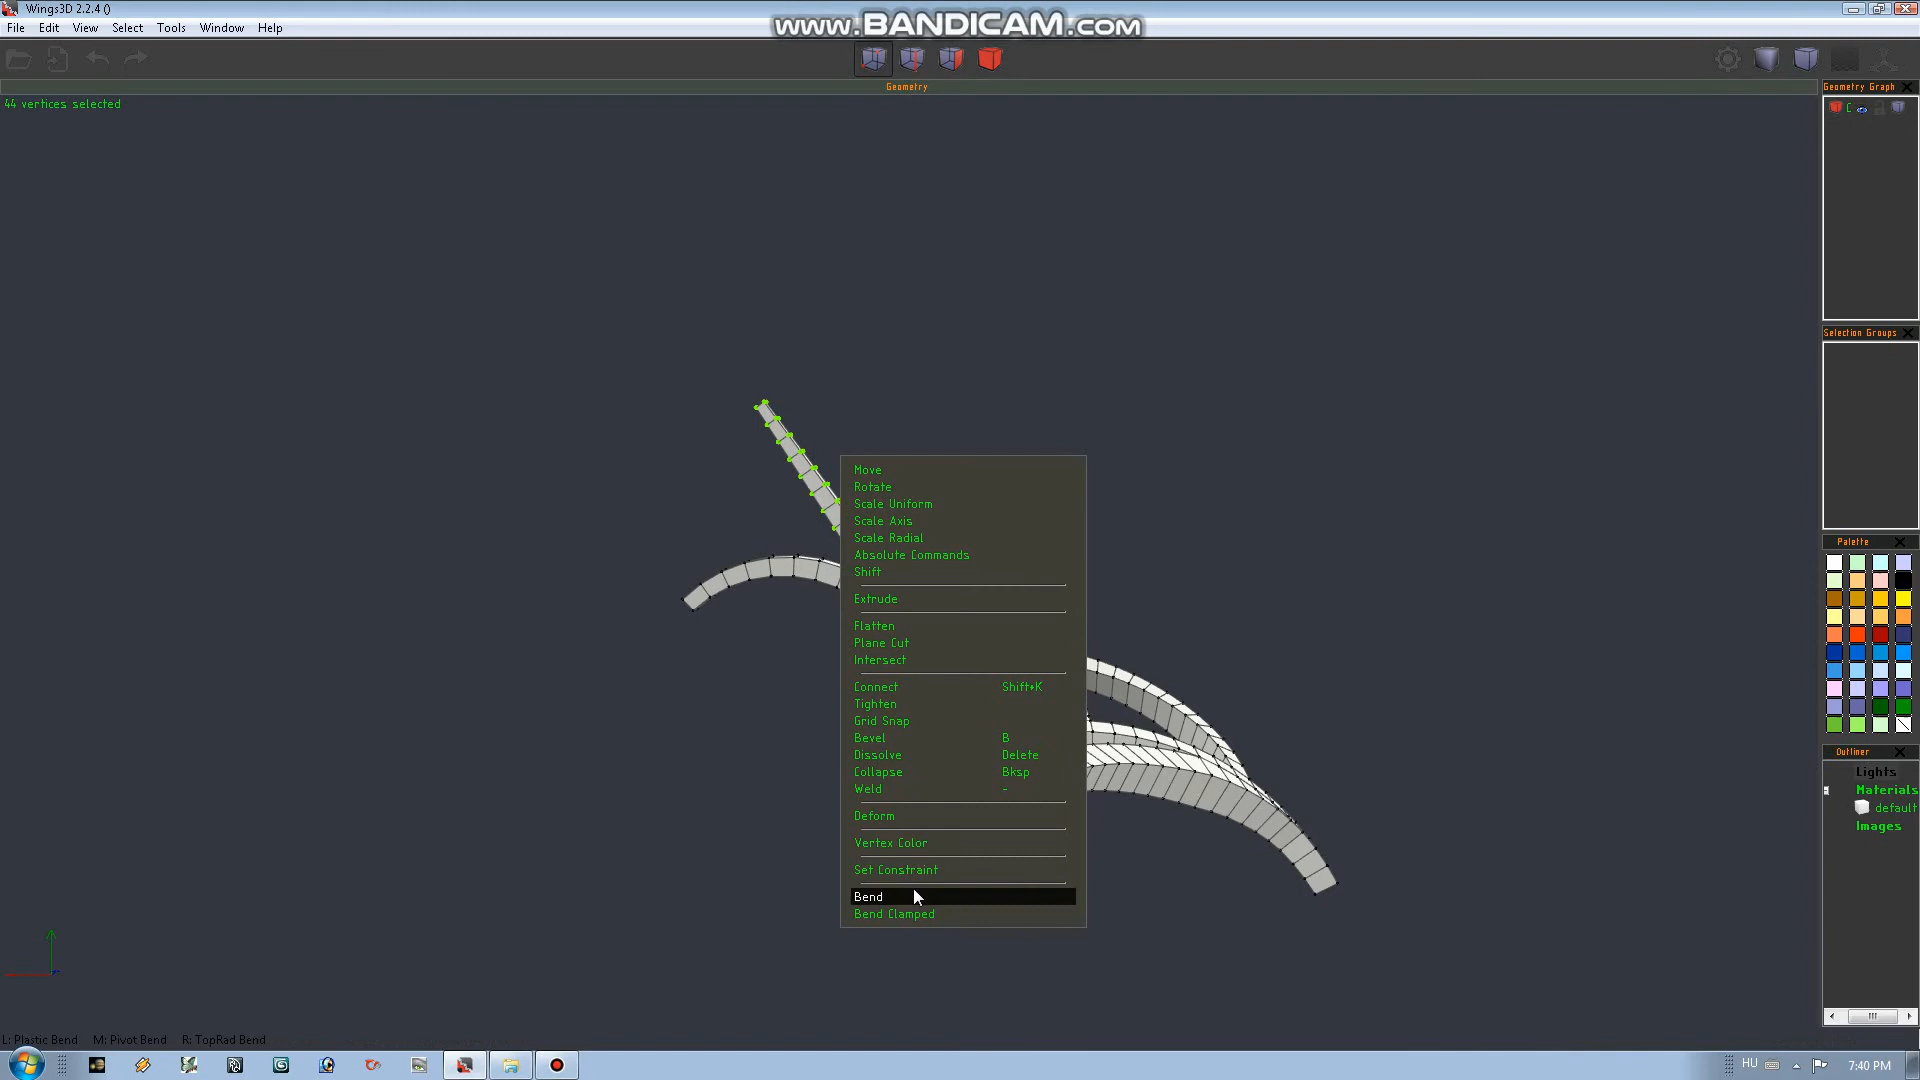 Wings3D 2.2.4 ()
www.BANDICAM.com
File Edit View Select Tools Window Help
Geometry
Geometry Graph
44 vertices selected
C
Selection Groups
Move
Rotate
Scale Uniform
Scale Axis
Scale Radial
Absolute Commands
Shift
Extrude
Flatten
Plane Cut
Intersect
Connect Shift+K
Tighten
Grid Snap
Bevel B
Dissolve Delete
Collapse Bksp
Weld -
Deform
Vertex Color
Set Constraint
Bend
Bend Clamped
Palette
Outliner
Lights
Materials
default
Images
L: Plastic Bend M: Pivot Bend R: TopRad Bend
HU
7:40 PM